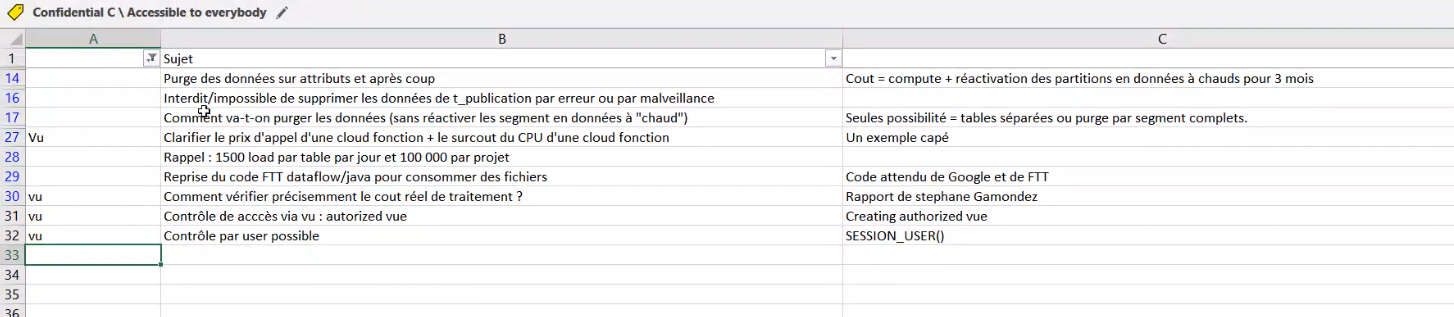 Confidential C \ Accessible to everybody
A B C
1 Sujet
14 Purge des données sur attributs et après coup Cout = compute + réactivation des partitions en données à chauds pour 3 mois
16 Interdit/impossible de supprimer les données de t_publication par erreur ou par malveillance
17 Comment va-t-on purger les données (sans réactiver les segment en données à "chaud") Seules possibilité = tables séparées ou purge par segment complets.
27 Vu Clarifier le prix d'appel d'une cloud fonction + le surcout du CPU d'une cloud fonction Un exemple capé
28 Rappel : 1500 load par table par jour et 100 000 par projet
29 Reprise du code FTT dataflow/java pour consommer des fichiers Code attendu de Google et de FTT
30 vu Comment vérifier précisemment le cout réel de traitement ? Rapport de stephane Gamondez
31 vu Contrôle de acccès via vu : autorized vue Creating authorized vue
32 vu Contrôle par user possible SESSION_USER()
33
34
35
36